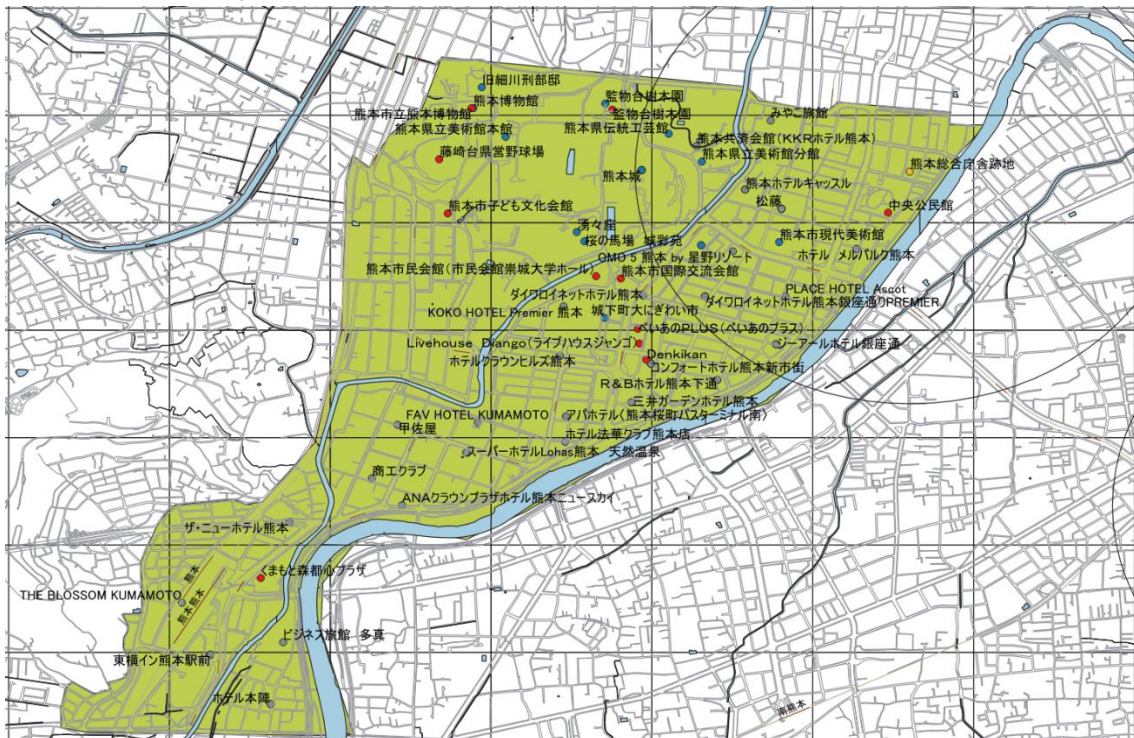 旧細川刑部邸
熊本博物館
熊本市立熊本博物館
熊本県立美術館本館
藤崎台県営野球場
熊本市子ども文化会館
監物台樹木園
監物台樹木園
熊本県伝統工芸館
みやこ旅館
熊本共済会館(KKRホテル熊本)
熊本県立美術館分館
熊本城
熊本ホテルキャッスル
松藤
熊本総合庁舎跡地
中央公民館
湧々座
桜の馬場 城彩苑
熊本市現代美術館
OMO 5 熊本 by 星野リゾート
ホテル メルパルク熊本
熊本市民会館(市民会館崇城大学ホール)
熊本市国際交流会館
PLACE HOTEL Ascot
ダイワロイネットホテル熊本
ダイワロイネットホテル熊本銀座通りPREMIER
KOKO HOTEL Premier 熊本
城下町大にぎわい市
ぺいあのPLUS(ぺいあのプラス)
Livehouse Django(ライブハウスジャンゴ)
ジーアールホテル銀座通
Denkikan
ホテルクラウンヒルズ熊本
コンフォートホテル熊本新市街
R&Bホテル熊本下通
三井ガーデンホテル熊本
FAV HOTEL KUMAMOTO
アパホテル(熊本桜町バスターミナル南)
甲佐屋
ホテル法華クラブ熊本店
スーパーホテルLohas熊本 天然温泉
商工クラブ
ANAクラウンプラザホテル熊本ニュースカイ
ザ・ニューホテル熊本
くまもと森都心プラザ
熊本
THE BLOSSOM KUMAMOTO
熊本熊本
ビジネス旅館 多真
東横イン熊本駅前
ホテル本陣
南熊本